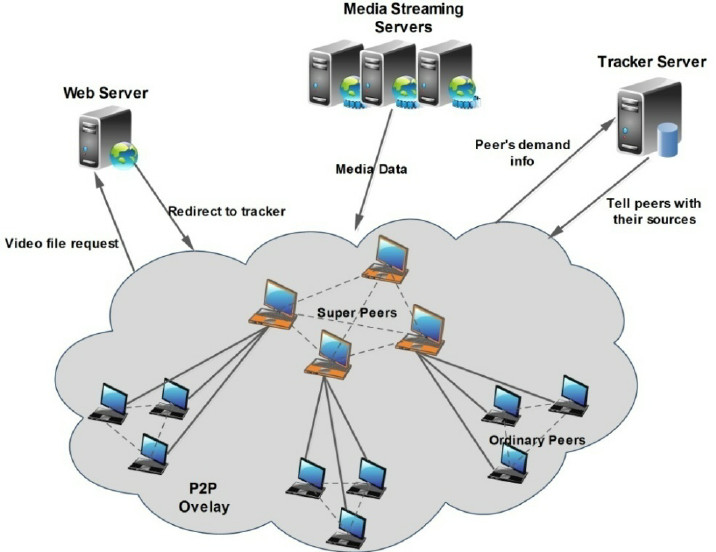 Media Streaming
Servers
Tracker Server
Web Server
Peer's demand
info
Media Data
Redirect to tracker
Tell peers with
their sources
Video file request
Super Peers
Ordinary Peers
P2P
Ovelay